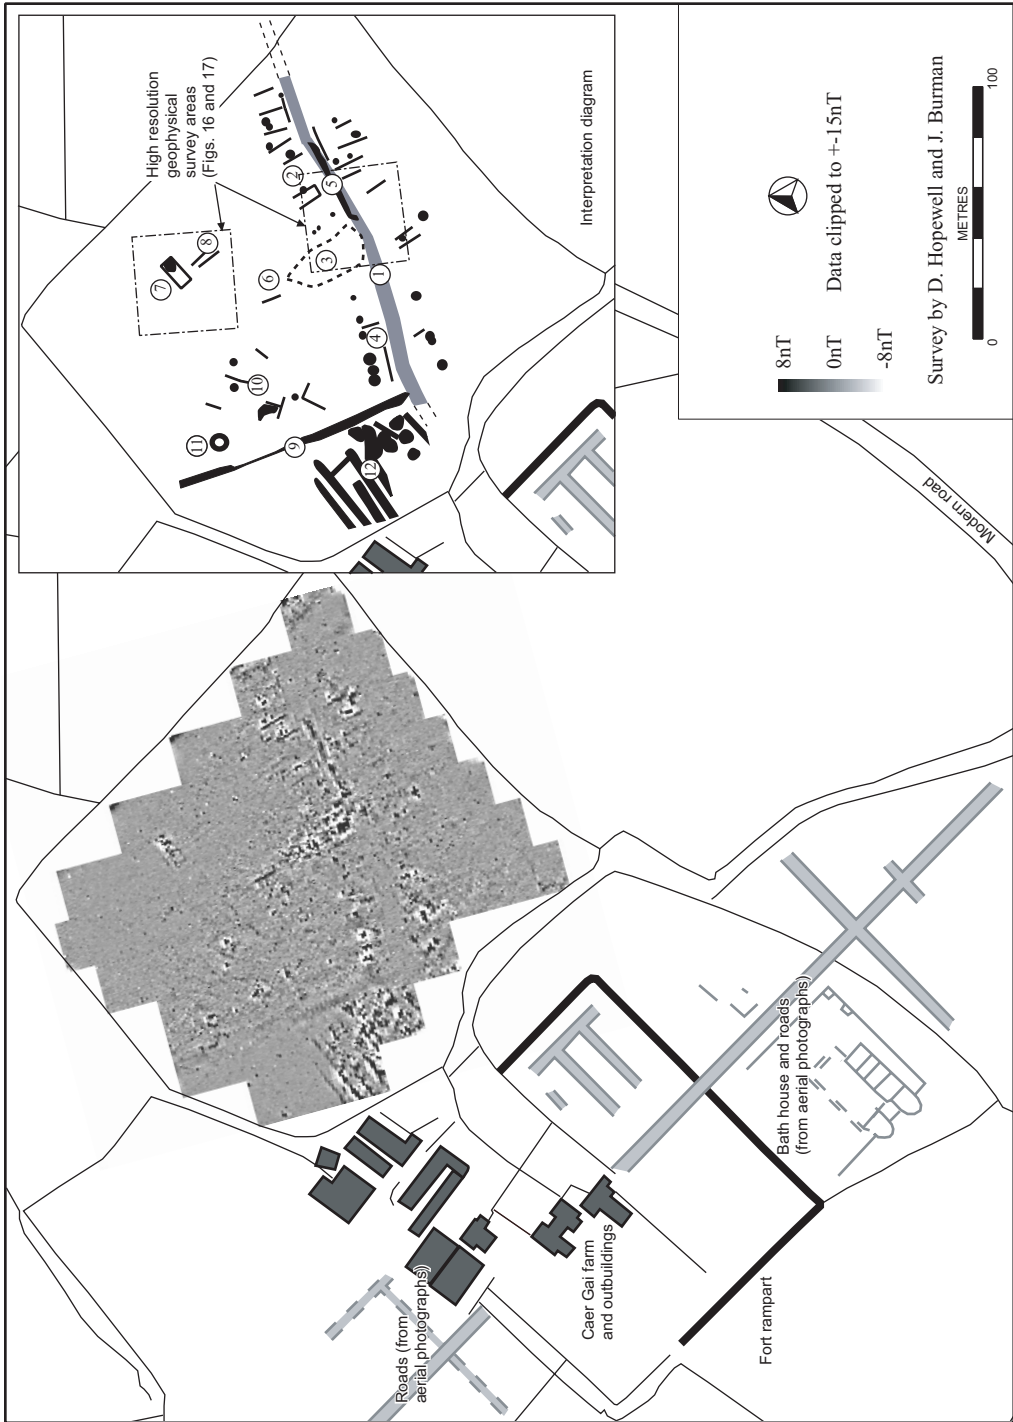 High resolution
geophysical
survey areas
(Figs. 16 and 17)
Interpretation diagram
1
2
3
4
5
6
7
8
9
10
11
12
8nT
0nT
-8nT
Data clipped to +-15nT
Survey by D. Hopewell and J. Burman
0
METRES
100
Modern road
Bath house and roads
(from aerial photographs)
Roads (from
aerial photographs)
Caer Gai farm
and outbuildings
Fort rampart